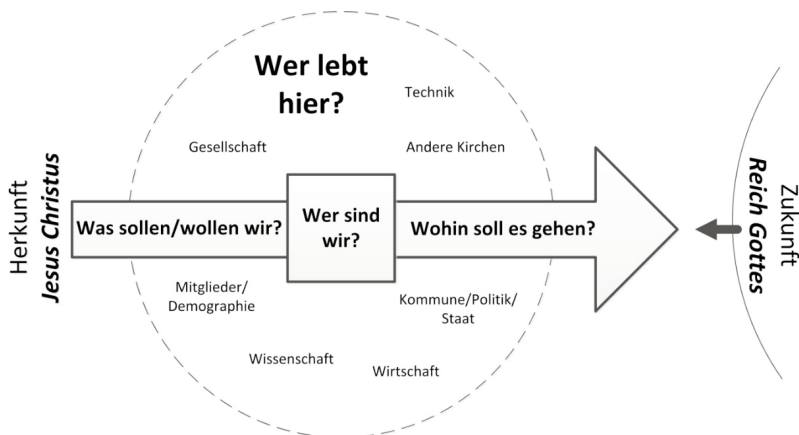 Wer lebt
hier?
Technik
Gesellschaft
Andere Kirchen
Herkunft
Jesus Christus
Was sollen/wollen wir?
Wer sind
wir?
Wohin soll es gehen?
Reich Gottes
Zukunft
Mitglieder/
Demographie
Kommune/Politik/
Staat
Wissenschaft
Wirtschaft